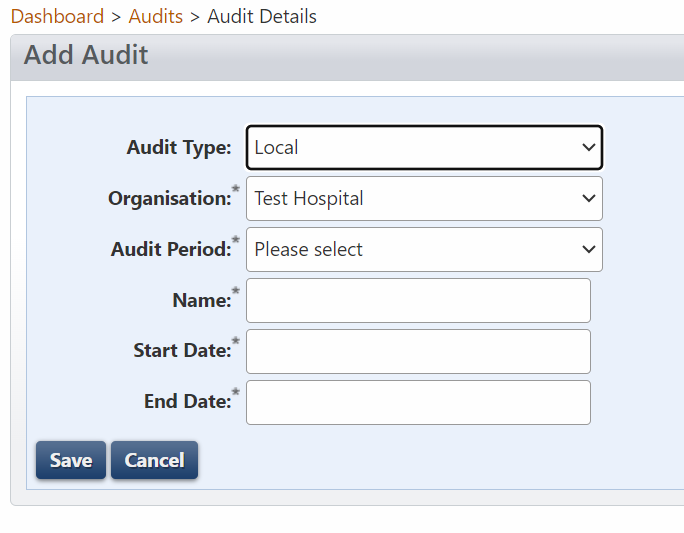 Dashboard > Audits > Audit Details
Add Audit
Audit Type: Local
Organisation:* Test Hospital
Audit Period:* Please select
Name:*
Start Date:*
End Date:*
Save Cancel